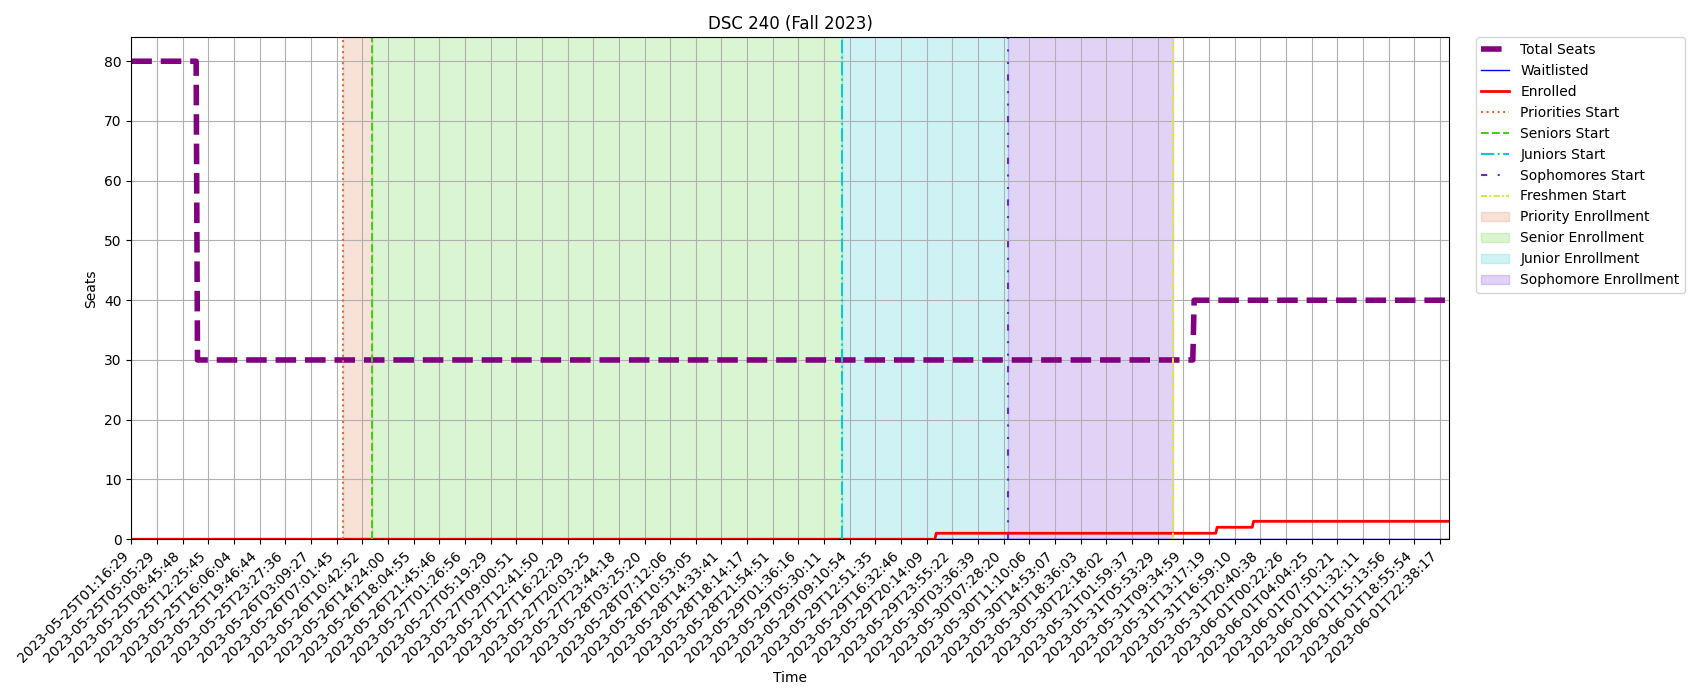 DSC 240 (Fall 2023)
Seats
80
70
60
50
40
30
20
10
0
2023-05-25T01:16:29
2023-05-25T05:05:29
2023-05-25T08:45:48
2023-05-25T12:25:45
2023-05-25T16:06:04
2023-05-25T19:46:44
2023-05-25T23:27:36
2023-05-26T03:09:27
2023-05-26T07:01:45
2023-05-26T10:42:52
2023-05-26T14:24:00
2023-05-26T18:04:55
2023-05-26T21:45:46
2023-05-27T01:26:56
2023-05-27T05:19:29
2023-05-27T09:00:51
2023-05-27T12:41:50
2023-05-27T16:22:29
2023-05-27T20:03:25
2023-05-27T23:44:18
2023-05-28T03:25:20
2023-05-28T07:12:06
2023-05-28T10:53:05
2023-05-28T14:33:41
2023-05-28T18:14:17
2023-05-28T21:54:51
2023-05-29T01:36:16
2023-05-29T05:30:11
2023-05-29T09:10:54
2023-05-29T12:51:35
2023-05-29T16:32:46
2023-05-29T20:14:09
2023-05-29T23:55:22
2023-05-30T03:36:39
2023-05-30T07:28:20
2023-05-30T11:10:06
2023-05-30T14:53:07
2023-05-30T18:36:03
2023-05-30T22:18:02
2023-05-31T01:59:37
2023-05-31T05:53:29
2023-05-31T09:34:59
2023-05-31T13:17:19
2023-05-31T16:59:10
2023-05-31T20:40:38
2023-06-01T00:22:26
2023-06-01T04:04:25
2023-06-01T07:50:21
2023-06-01T11:32:11
2023-06-01T15:13:56
2023-06-01T18:55:54
2023-06-01T22:38:17
Time
Total Seats
Waitlisted
Enrolled
Priorities Start
Seniors Start
Juniors Start
Sophomores Start
Freshmen Start
Priority Enrollment
Senior Enrollment
Junior Enrollment
Sophomore Enrollment